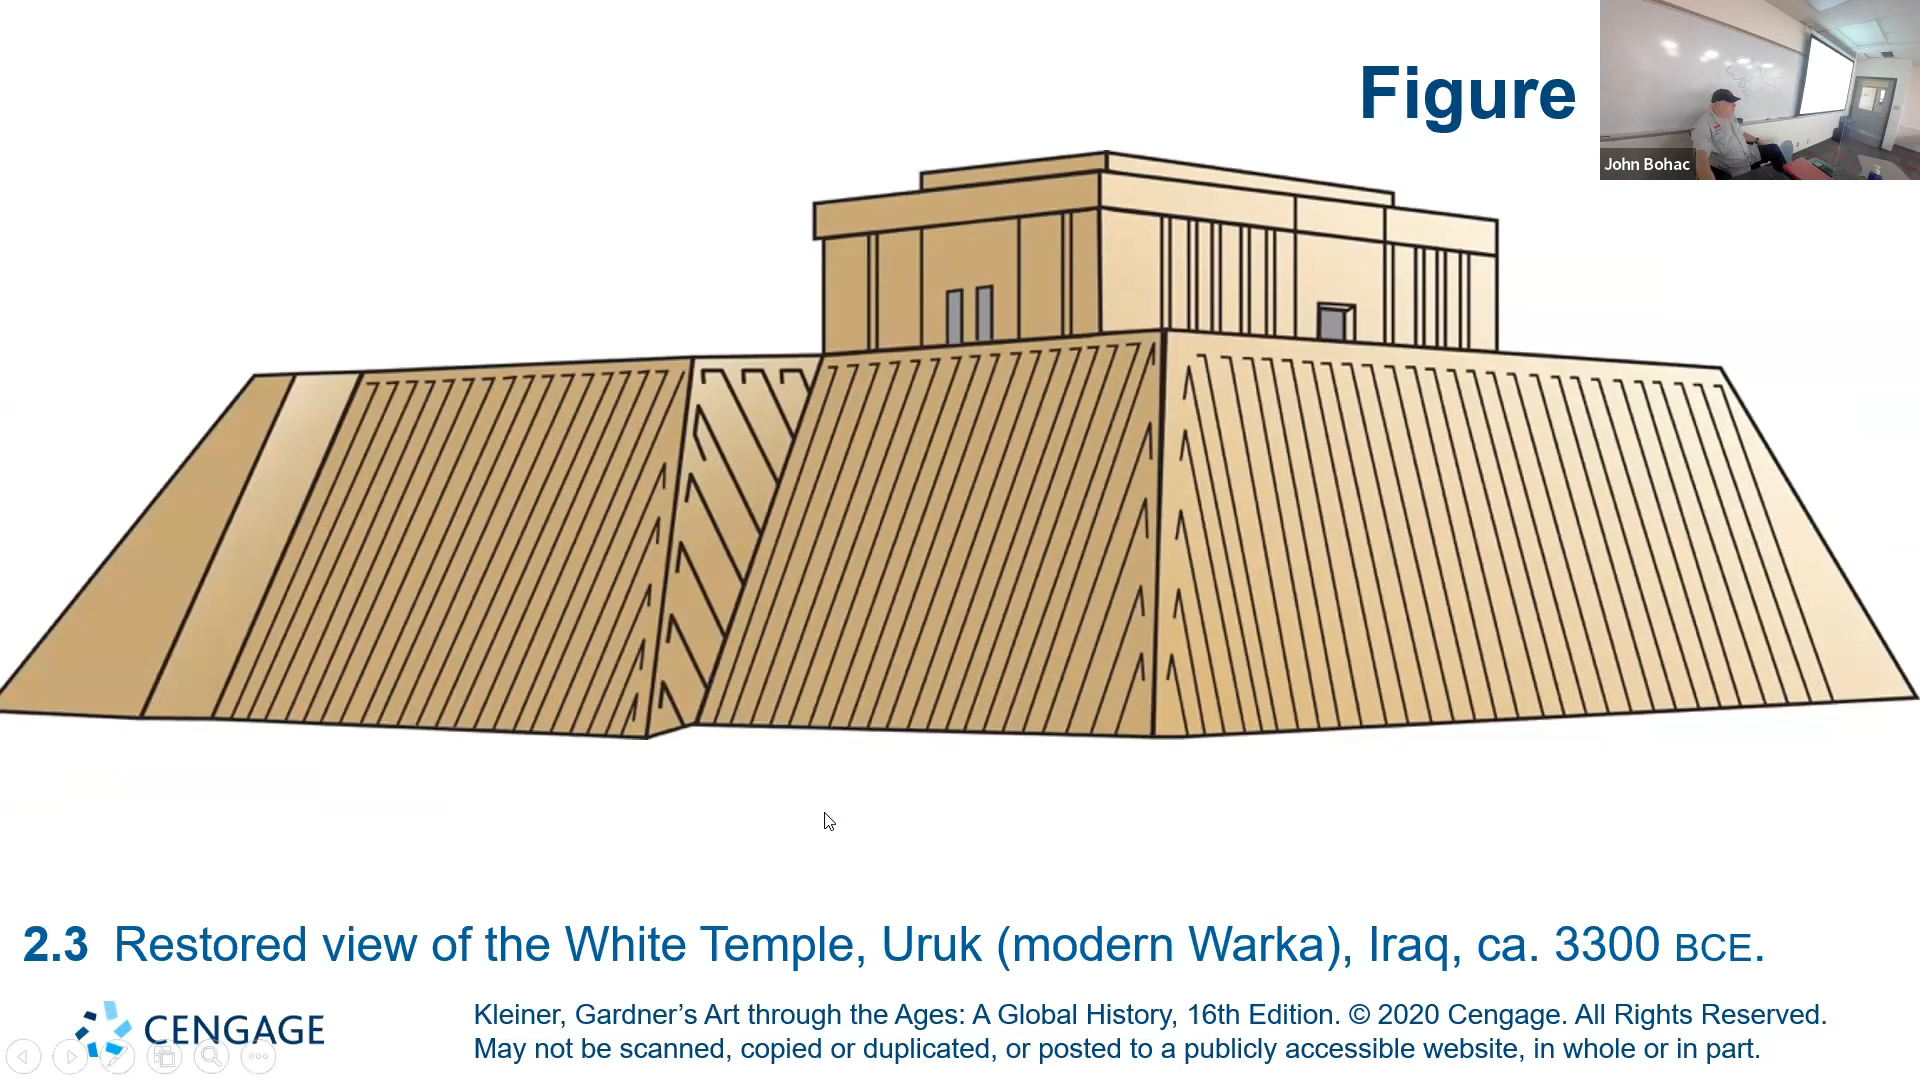 Figure
John Bohac
2.3 Restored view of the White Temple, Uruk (modern Warka), Iraq, ca. 3300 BCE.
CENGAGE
Kleiner, Gardner’s Art through the Ages: A Global History, 16th Edition. © 2020 Cengage. All Rights Reserved.
May not be scanned, copied or duplicated, or posted to a publicly accessible website, in whole or in part.